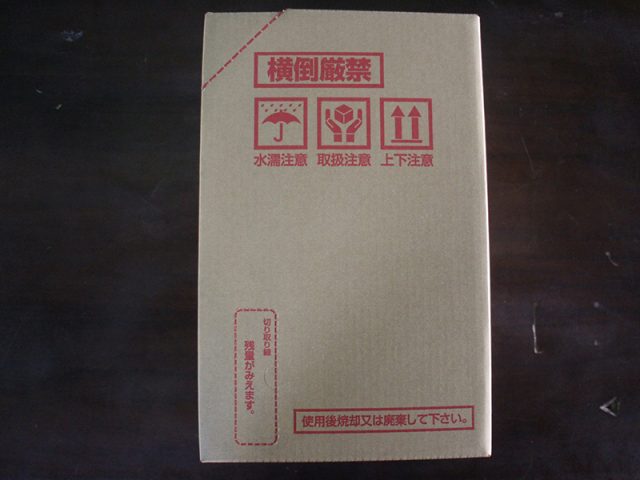 横倒厳禁
水濡注意 取扱注意 上下注意
切り取り線
残量がみえます。
使用後焼却又は廃棄して下さい。